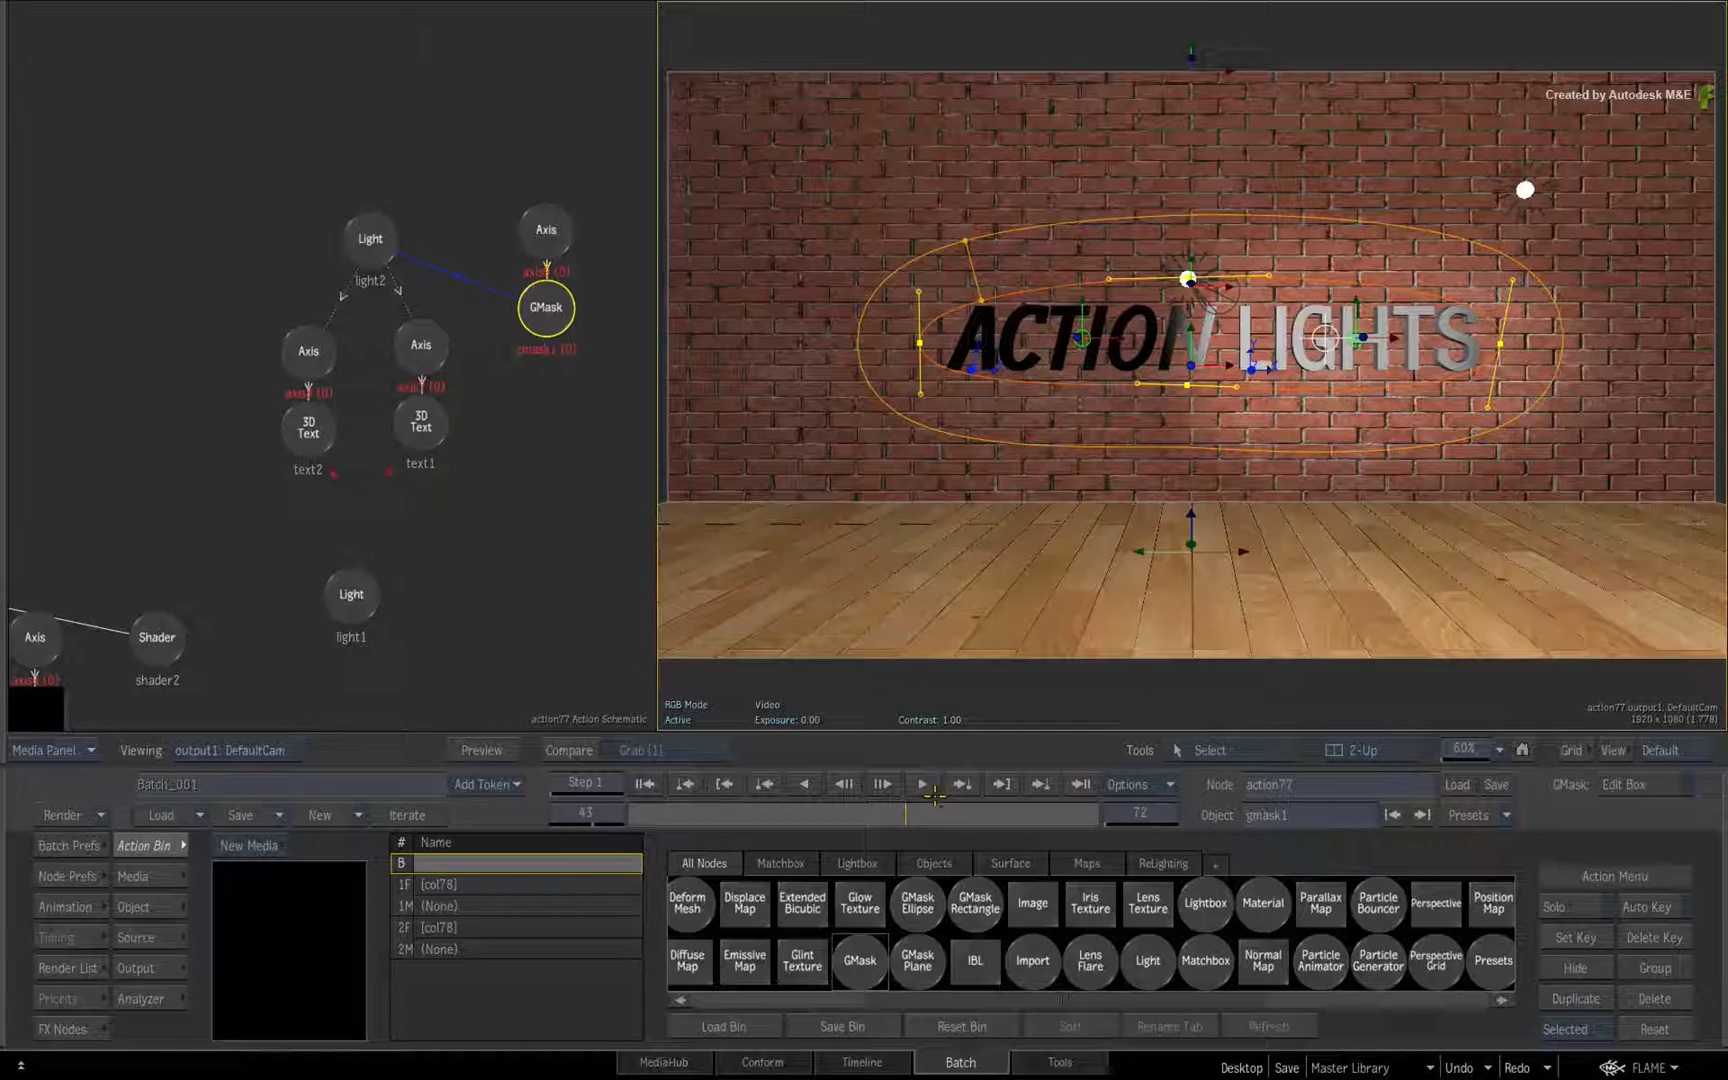 Created by Autodesk M&E
ACTION LIGHTS
Light
light2
Axis
GMask
gmask1 (0)
Axis
Axis
3D Text
text2
3D Text
text1
Light
light1
Axis
Shader
shader2
action77 Action Schematic
RGB Mode
Active
Video
Exposure: 0.00
Contrast: 1.00
action77 output1: DefaultCam
1920 x 1080 (1.778)
Media Panel
Viewing
output1: DefaultCam
Preview
Compare
Grab [1]
Tools
Select
2-Up
60%
Grid
View
Default
Batch_001
Add Token
Step 1
Options
Node
action77
Load
Save
GMask:
Edit Box
Render
Load
Save
New
Iterate
43
72
Object
gmask1
Presets
Batch Prefs
Action Bin
New Media
# Name
B
1F [col78]
1M (None)
2F [col78]
2M (None)
Node Prefs
Media
Animation
Object
Timing
Source
Render List
Output
Priority
Analyzer
FX Nodes
All Nodes
Matchbox
Lightbox
Objects
Surface
Maps
Relighting
+
Deform Mesh
Displace Map
Extended Bicubic
Glow Texture
GMask Ellipse
GMask Rectangle
Image
Iris Texture
Lens Texture
Lightbox
Material
Parallax Map
Particle Bouncer
Perspective
Position Map
Diffuse Map
Emissive Map
Glint Texture
GMask
GMask Plane
IBL
Import
Lens Flare
Light
Matchbox
Normal Map
Particle Animator
Particle Generator
Perspective Grid
Presets
Load Bin
Save Bin
Reset Bin
Sort
Rename Tab
Refresh
Action Menu
Solo
Auto Key
Set Key
Delete Key
Hide
Group
Duplicate
Delete
Selected
Reset
MediaHub
Conform
Timeline
Batch
Tools
Desktop
Save
Master Library
Undo
Redo
FLAME